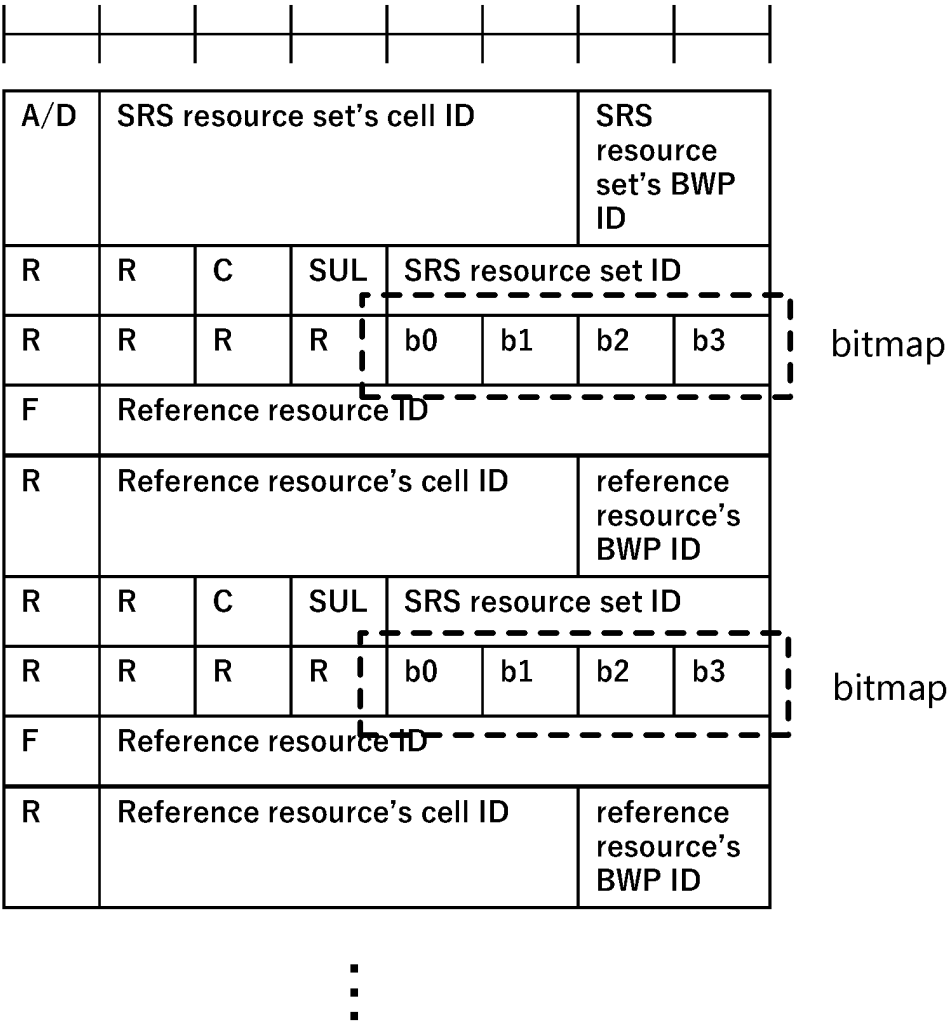 A/D SRS resource set's cell ID SRS
resource
set's BWP
ID
R R C SUL SRS resource set ID
R R R R b0 b1 b2 b3 bitmap
F Reference resource ID
R Reference resource's cell ID reference
resource's
BWP ID
R R C SUL SRS resource set ID
R R R R b0 b1 b2 b3 bitmap
F Reference resource ID
R Reference resource's cell ID reference
resource's
BWP ID